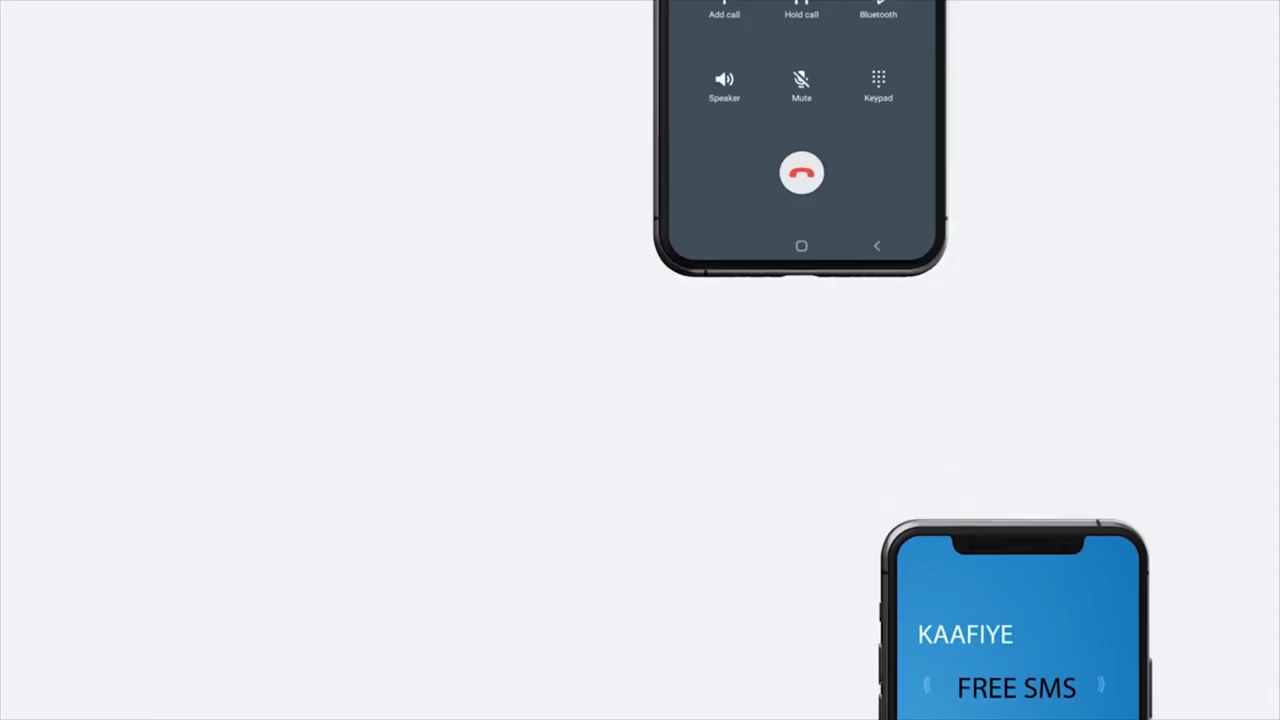 Add call Hold call Bluetooth
Speaker Mute Keypad
KAAFIYE
FREE SMS